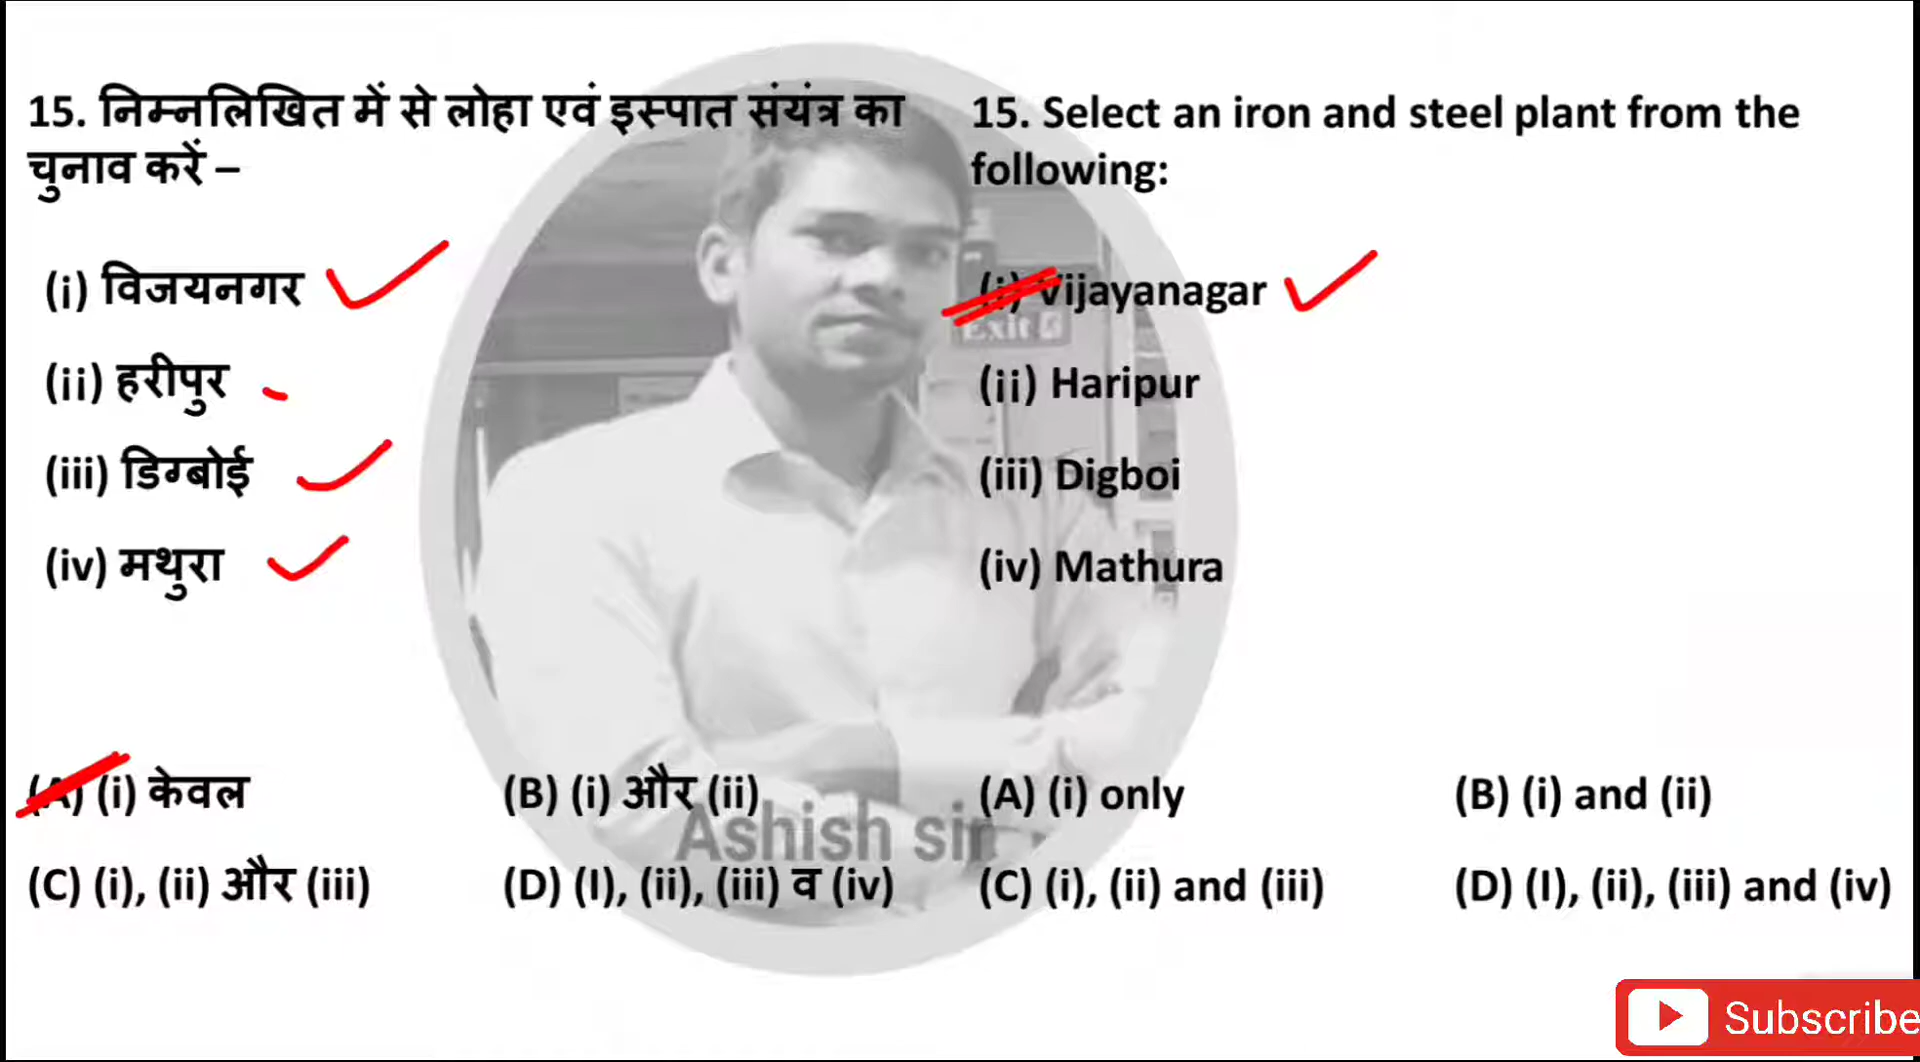 15. निम्नलिखित में से लोहा एवं इस्पात संयंत्र का
चुनाव करें –
(i) विजयनगर
(ii) हरीपुर
(iii) डिग्बोई
(iv) मथुरा
(A) (i) केवल
(B) (i) और (ii)
(C) (i), (ii) और (iii)
(D) (I), (ii), (iii) व (iv)
15. Select an iron and steel plant from the
following:
(i) Vijayanagar
(ii) Haripur
(iii) Digboi
(iv) Mathura
(A) (i) only
(B) (i) and (ii)
(C) (i), (ii) and (iii)
(D) (I), (ii), (iii) and (iv)
Exit G
Ashish sir
Subscribe